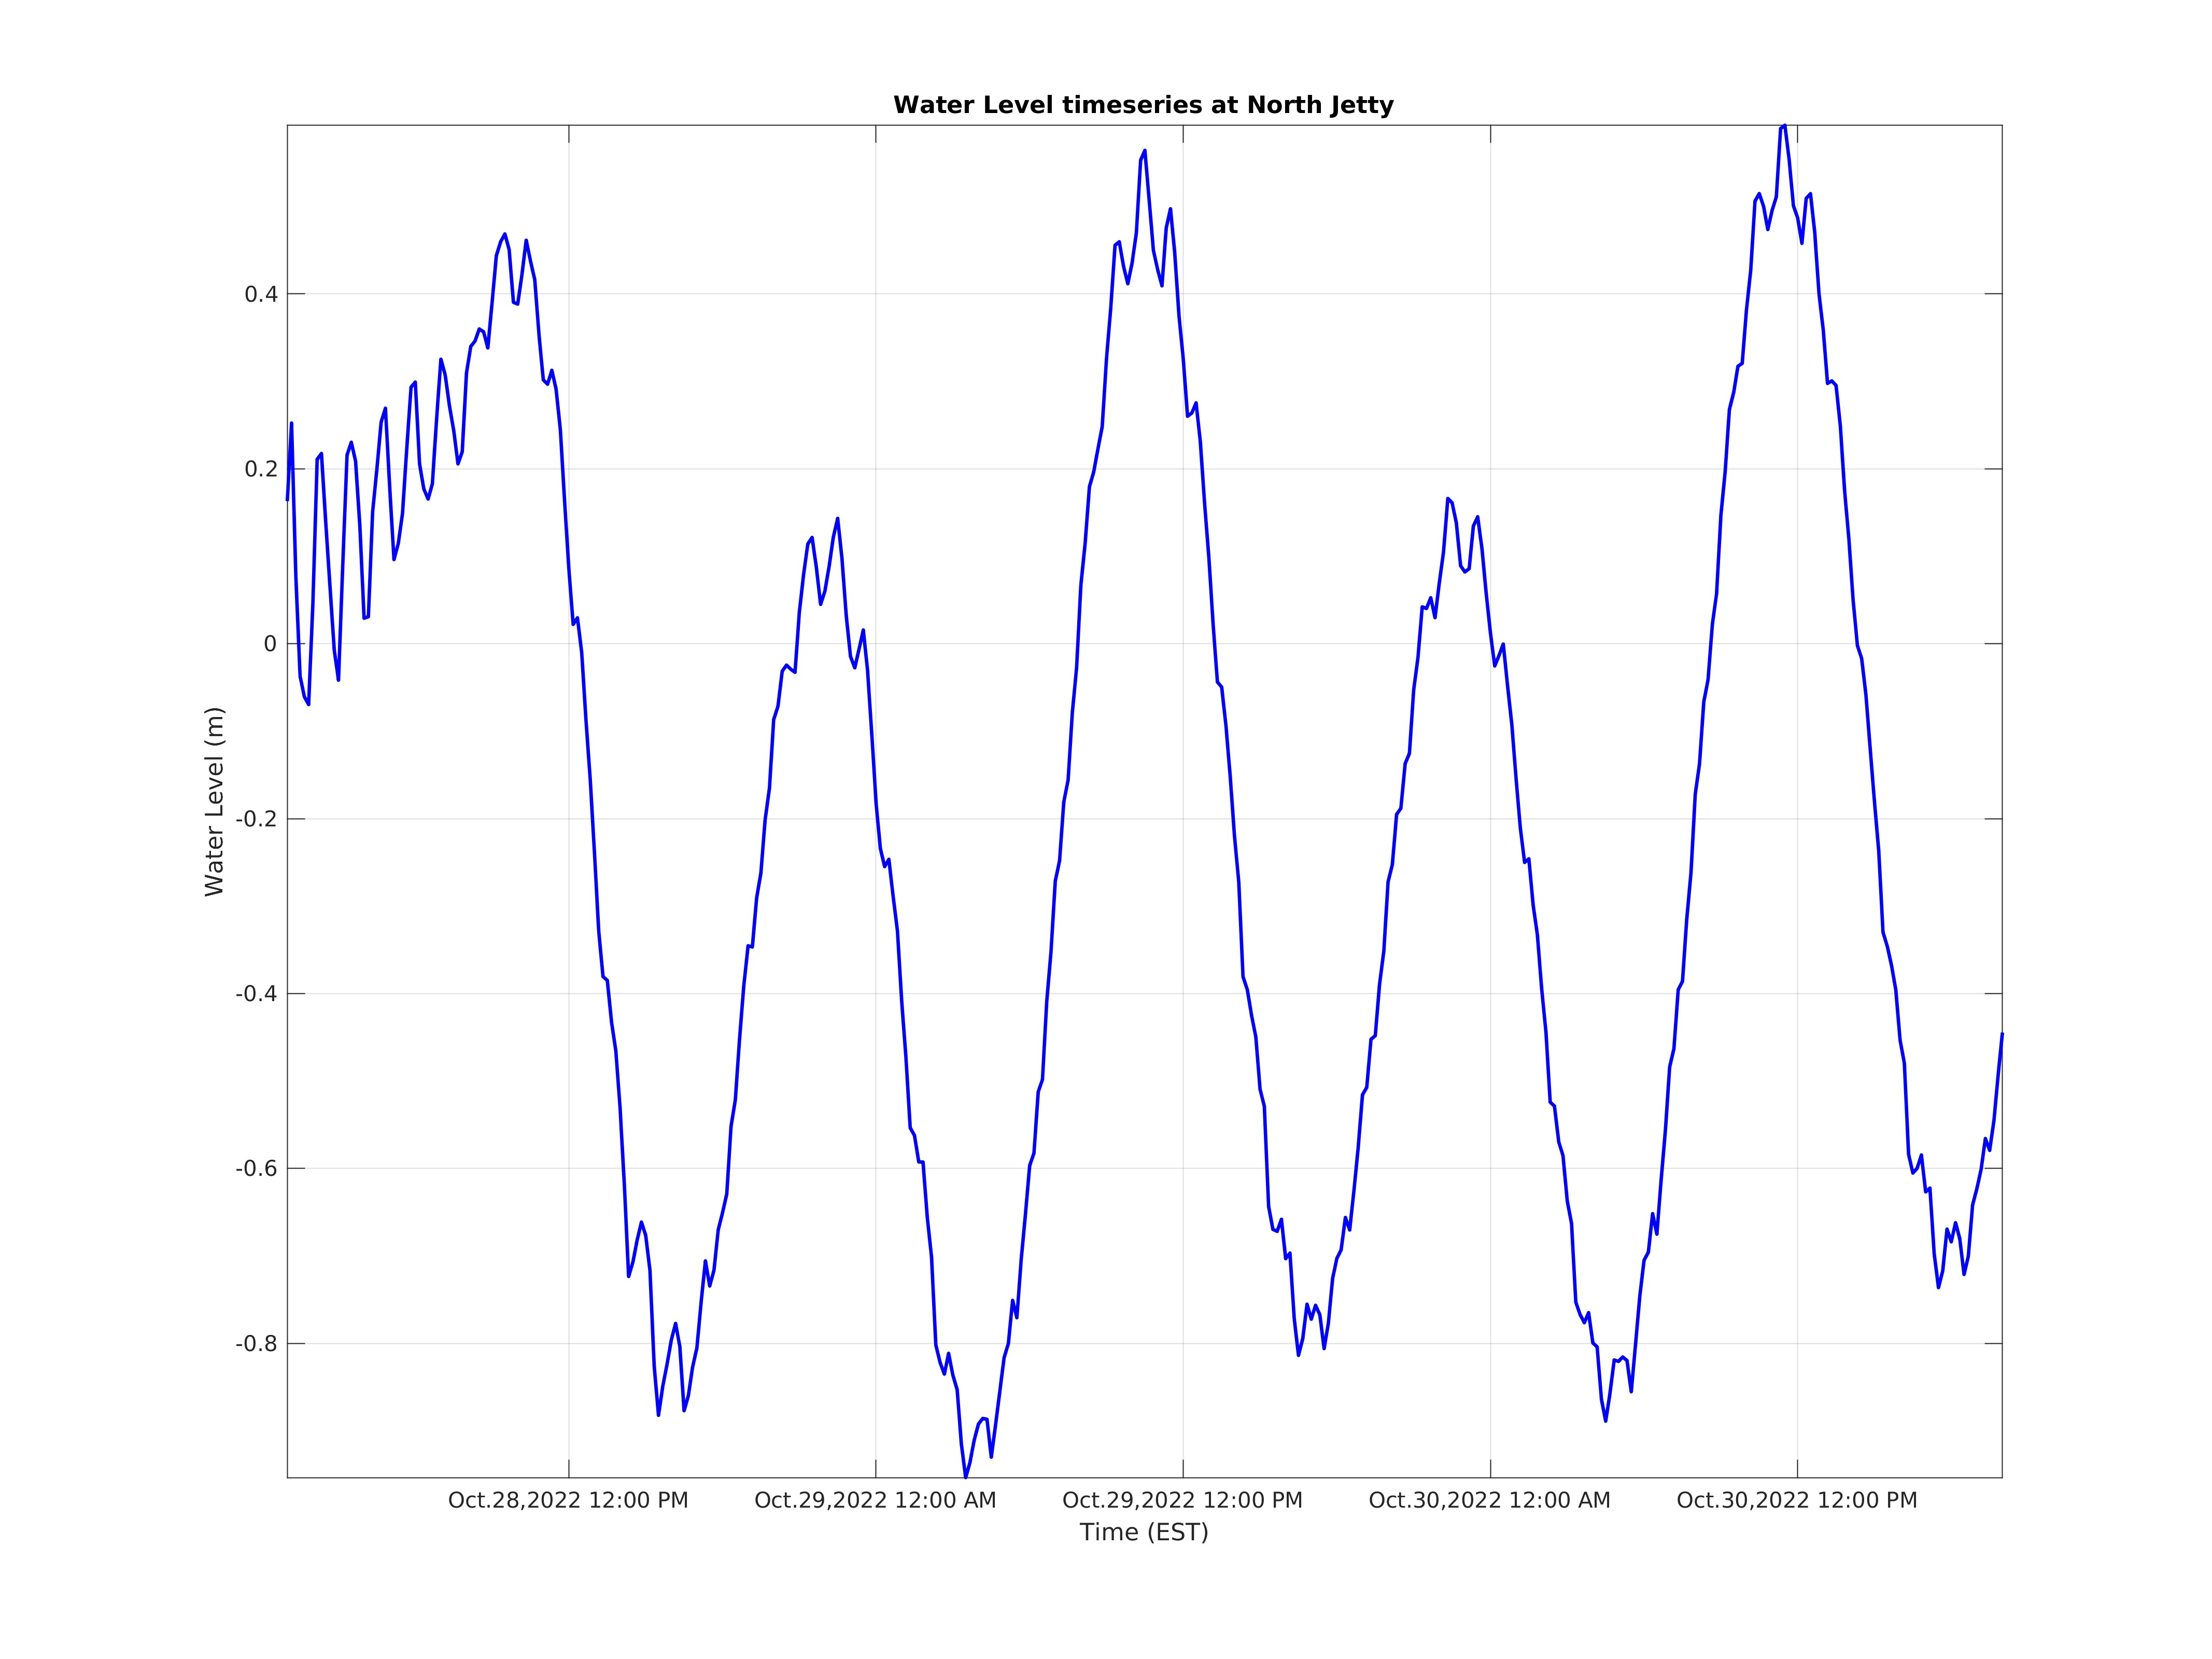 Water Level timeseries at North Jetty
Water Level (m)
0.4
0.2
0
-0.2
-0.4
-0.6
-0.8
Oct.28,2022 12:00 PM
Oct.29,2022 12:00 AM
Oct.29,2022 12:00 PM
Oct.30,2022 12:00 AM
Oct.30,2022 12:00 PM
Time (EST)